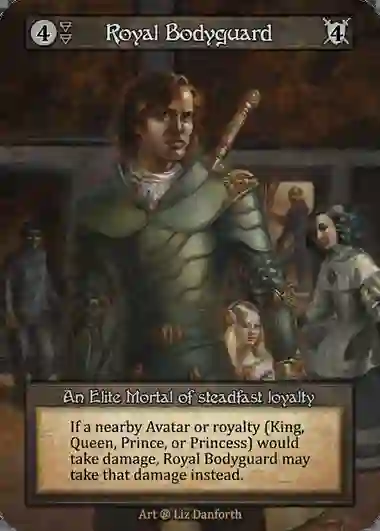 4 Royal Bodyguard 4
An Elite Mortal of steadfast loyalty
If a nearby Avatar or royalty (King,
Queen, Prince, or Princess) would
take damage, Royal Bodyguard may
take that damage instead.
Art @ Liz Danforth